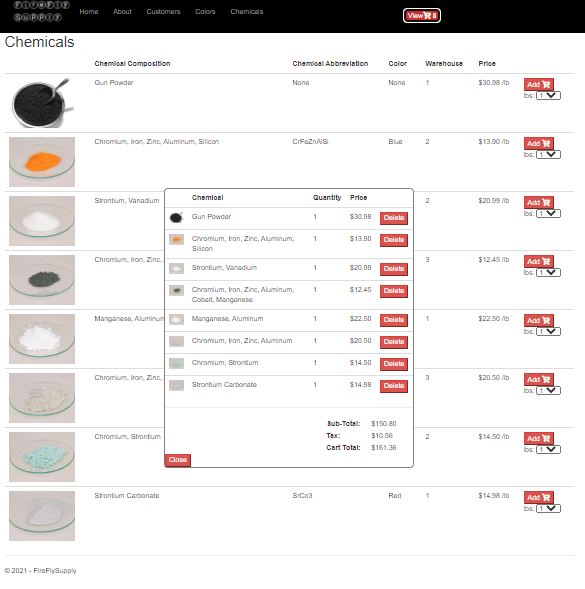 FireFly
Supply
Home About Customers Colors Chemicals View 8
Chemicals
Chemical Composition Chemical Abbreviation Color Warehouse Price
Gun Powder None None 1 $30.98 /lb Add
lbs: 1
Chromium, Iron, Zinc, Aluminum, Silicon CrFeZnAlSi Blue 2 $13.90 /lb Add
lbs: 1
Strontium, Vanadium 2 $20.99 /lb Add
lbs: 1
Chromium, Iron, Zinc, 3 $12.45 /lb Add
lbs: 1
Manganese, Aluminum 1 $22.50 /lb Add
lbs: 1
Chromium, Iron, Zinc, 3 $20.50 /lb Add
lbs: 1
Chromium, Strontium 2 $14.50 /lb Add
lbs: 1
Strontium Carbonate SrCo3 Red 1 $14.98 /lb Add
lbs: 1
Chemical Quantity Price
Gun Powder 1 $30.98 Delete
Chromium, Iron, Zinc, Aluminum, 1 $13.90 Delete
Silicon
Strontium, Vanadium 1 $20.99 Delete
Chromium, Iron, Zinc, Aluminum, 1 $12.45 Delete
Cobalt, Manganese
Manganese, Aluminum 1 $22.50 Delete
Chromium, Iron, Zinc, Aluminum 1 $20.50 Delete
Chromium, Strontium 1 $14.50 Delete
Strontium Carbonate 1 $14.98 Delete
Sub-Total: $150.80
Tax: $10.56
Cart Total: $161.36
Close
© 2021 - FireFlySupply